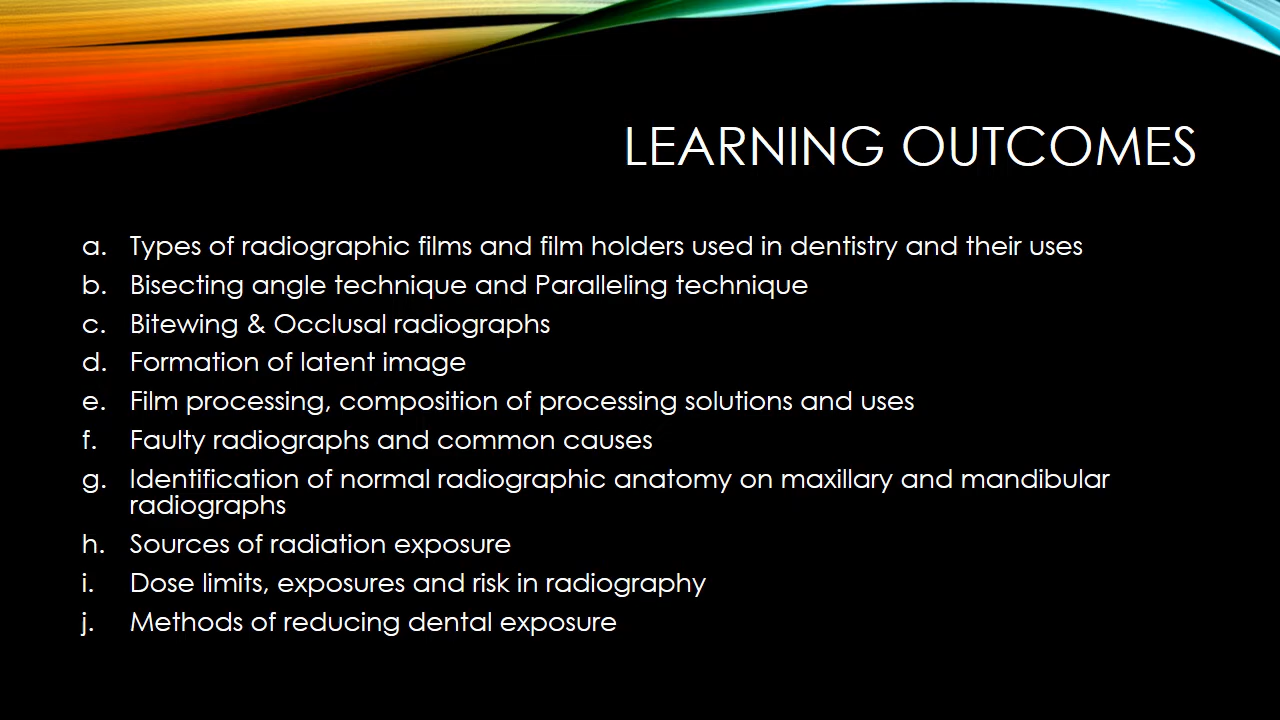 LEARNING OUTCOMES
a. Types of radiographic films and film holders used in dentistry and their uses
b. Bisecting angle technique and Paralleling technique
c. Bitewing & Occlusal radiographs
d. Formation of latent image
e. Film processing, composition of processing solutions and uses
f. Faulty radiographs and common causes
g. Identification of normal radiographic anatomy on maxillary and mandibular
radiographs
h. Sources of radiation exposure
i. Dose limits, exposures and risk in radiography
j. Methods of reducing dental exposure